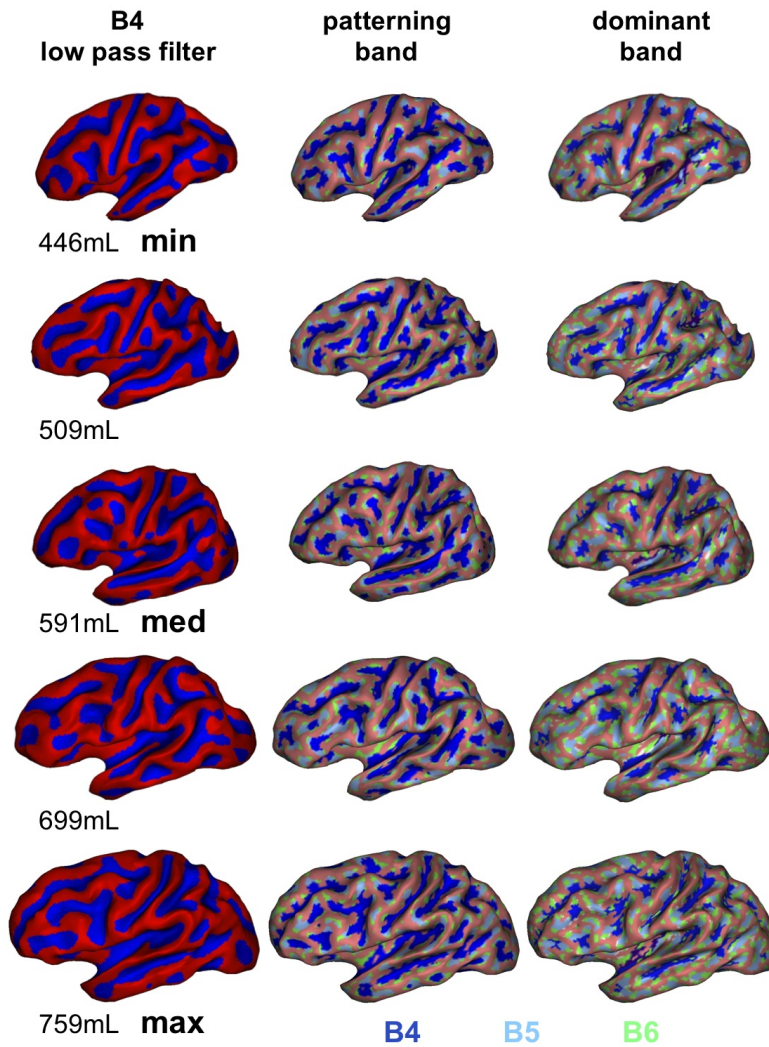 B4
low pass filter
patterning
band
dominant
band
446mL min
509mL
591mL med
699mL
759mL max
B4 B5 B6